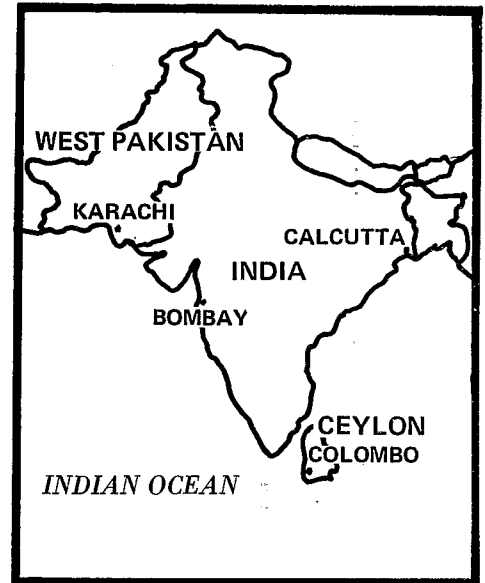 WEST PAKISTAN
KARACHI
CALCUTTA
INDIA
BOMBAY
CEYLON
COLOMBO
INDIAN OCEAN